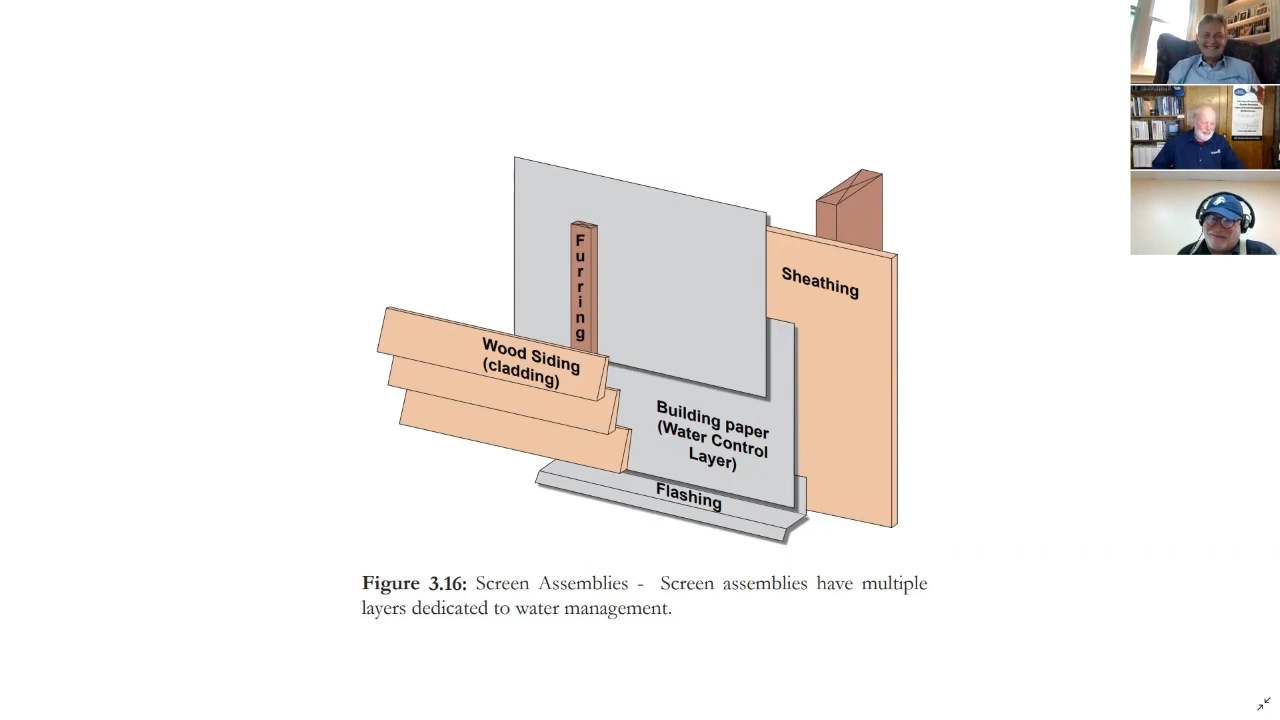 Furring
Sheathing
Wood Siding
(cladding)
Building paper
(Water Control
Layer)
Flashing
Figure 3.16: Screen Assemblies - Screen assemblies have multiple
layers dedicated to water management.